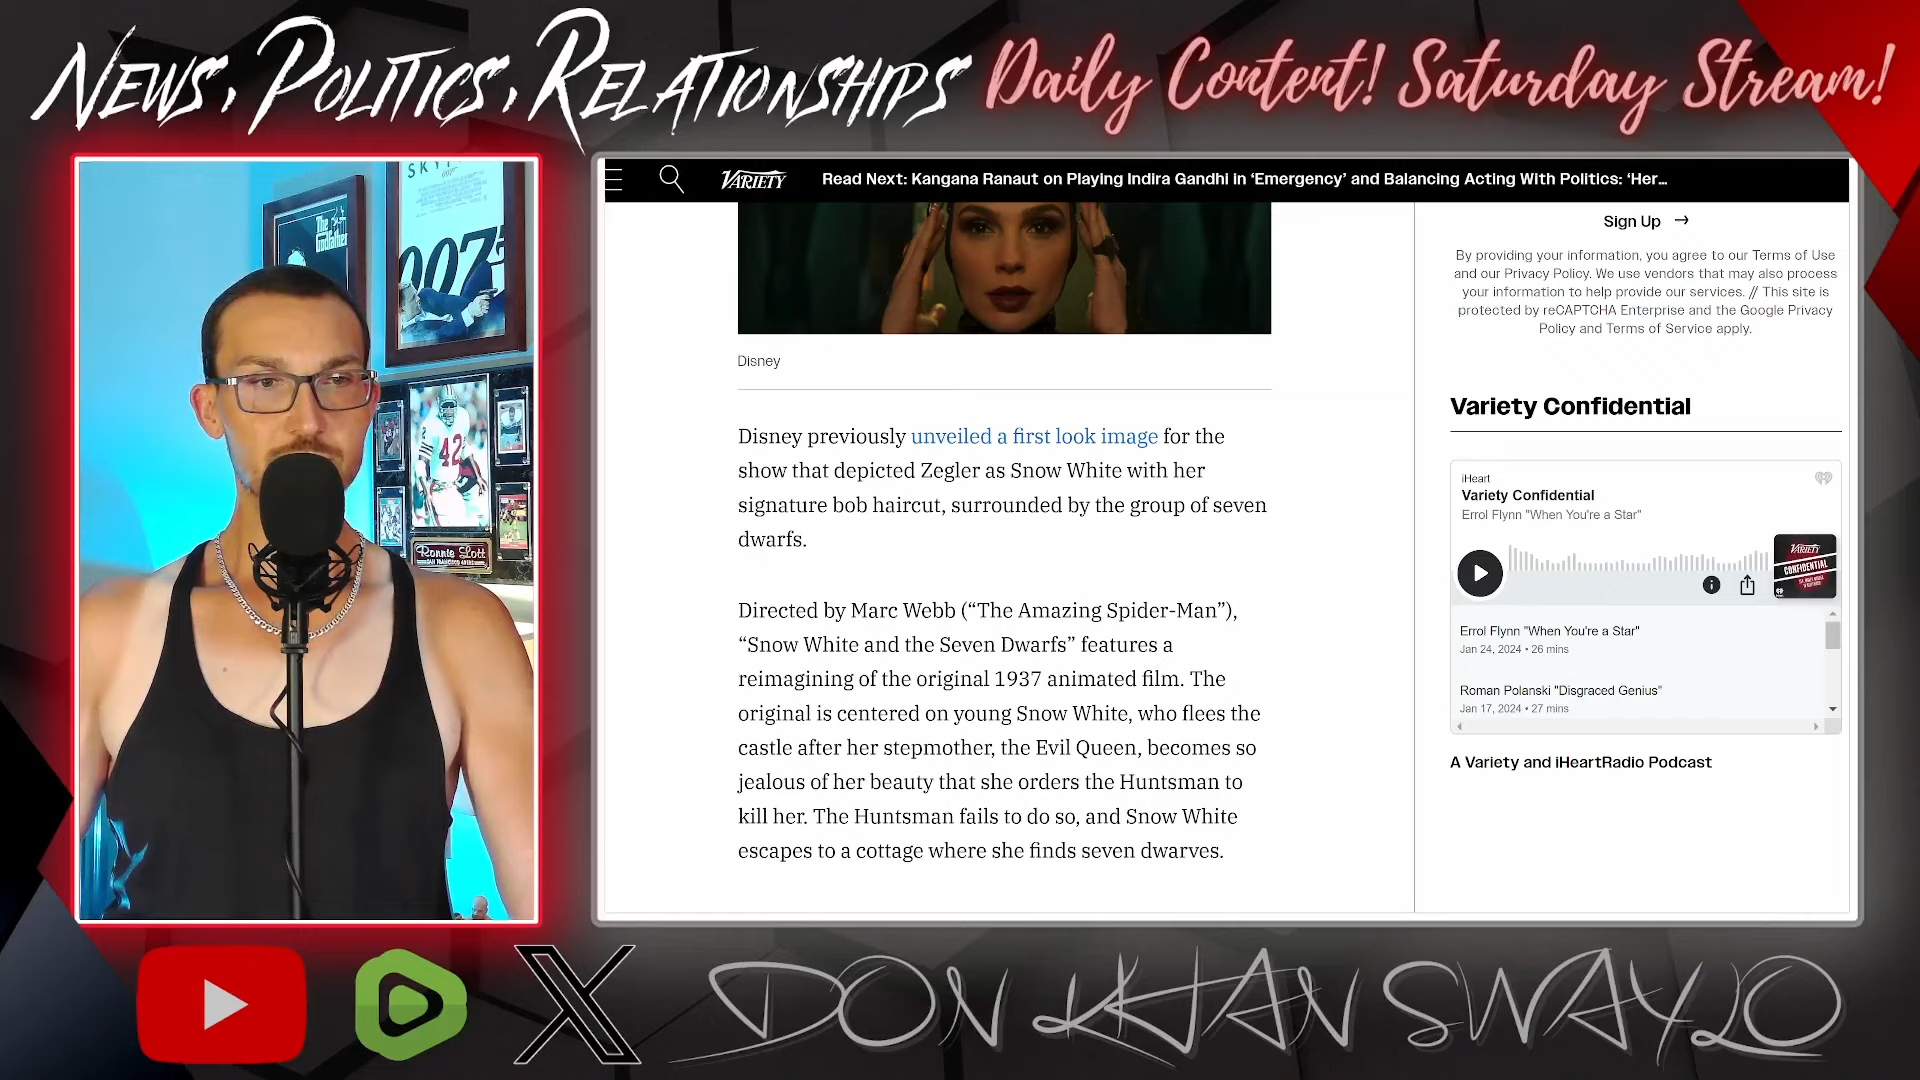 NEWS, POLITICS, RELATIONSHIPS
Daily Content! Saturday Stream!
SKYF
The Godfather
007
42
Ronnie Lott
SAN FRANCISCO 49ERS
VARIETY
Read Next: Kangana Ranaut on Playing Indira Gandhi in ‘Emergency’ and Balancing Acting With Politics: ‘Her…
Disney
Disney previously unveiled a first look image for the
show that depicted Zegler as Snow White with her
signature bob haircut, surrounded by the group of seven
dwarfs.
Directed by Marc Webb (“The Amazing Spider-Man”),
“Snow White and the Seven Dwarfs” features a
reimagining of the original 1937 animated film. The
original is centered on young Snow White, who flees the
castle after her stepmother, the Evil Queen, becomes so
jealous of her beauty that she orders the Huntsman to
kill her. The Huntsman fails to do so, and Snow White
escapes to a cottage where she finds seven dwarves.
Sign Up →
By providing your information, you agree to our Terms of Use
and our Privacy Policy. We use vendors that may also process
your information to help provide our services. // This site is
protected by reCAPTCHA Enterprise and the Google Privacy
Policy and Terms of Service apply.
Variety Confidential
iHeart
Variety Confidential
Errol Flynn "When You're a Star"
VARIETY
CONFIDENTIAL
Errol Flynn "When You're a Star"
Jan 24, 2024 • 26 mins
Roman Polanski "Disgraced Genius"
Jan 17, 2024 • 27 mins
A Variety and iHeartRadio Podcast
X
DON KHAN SWAYLO